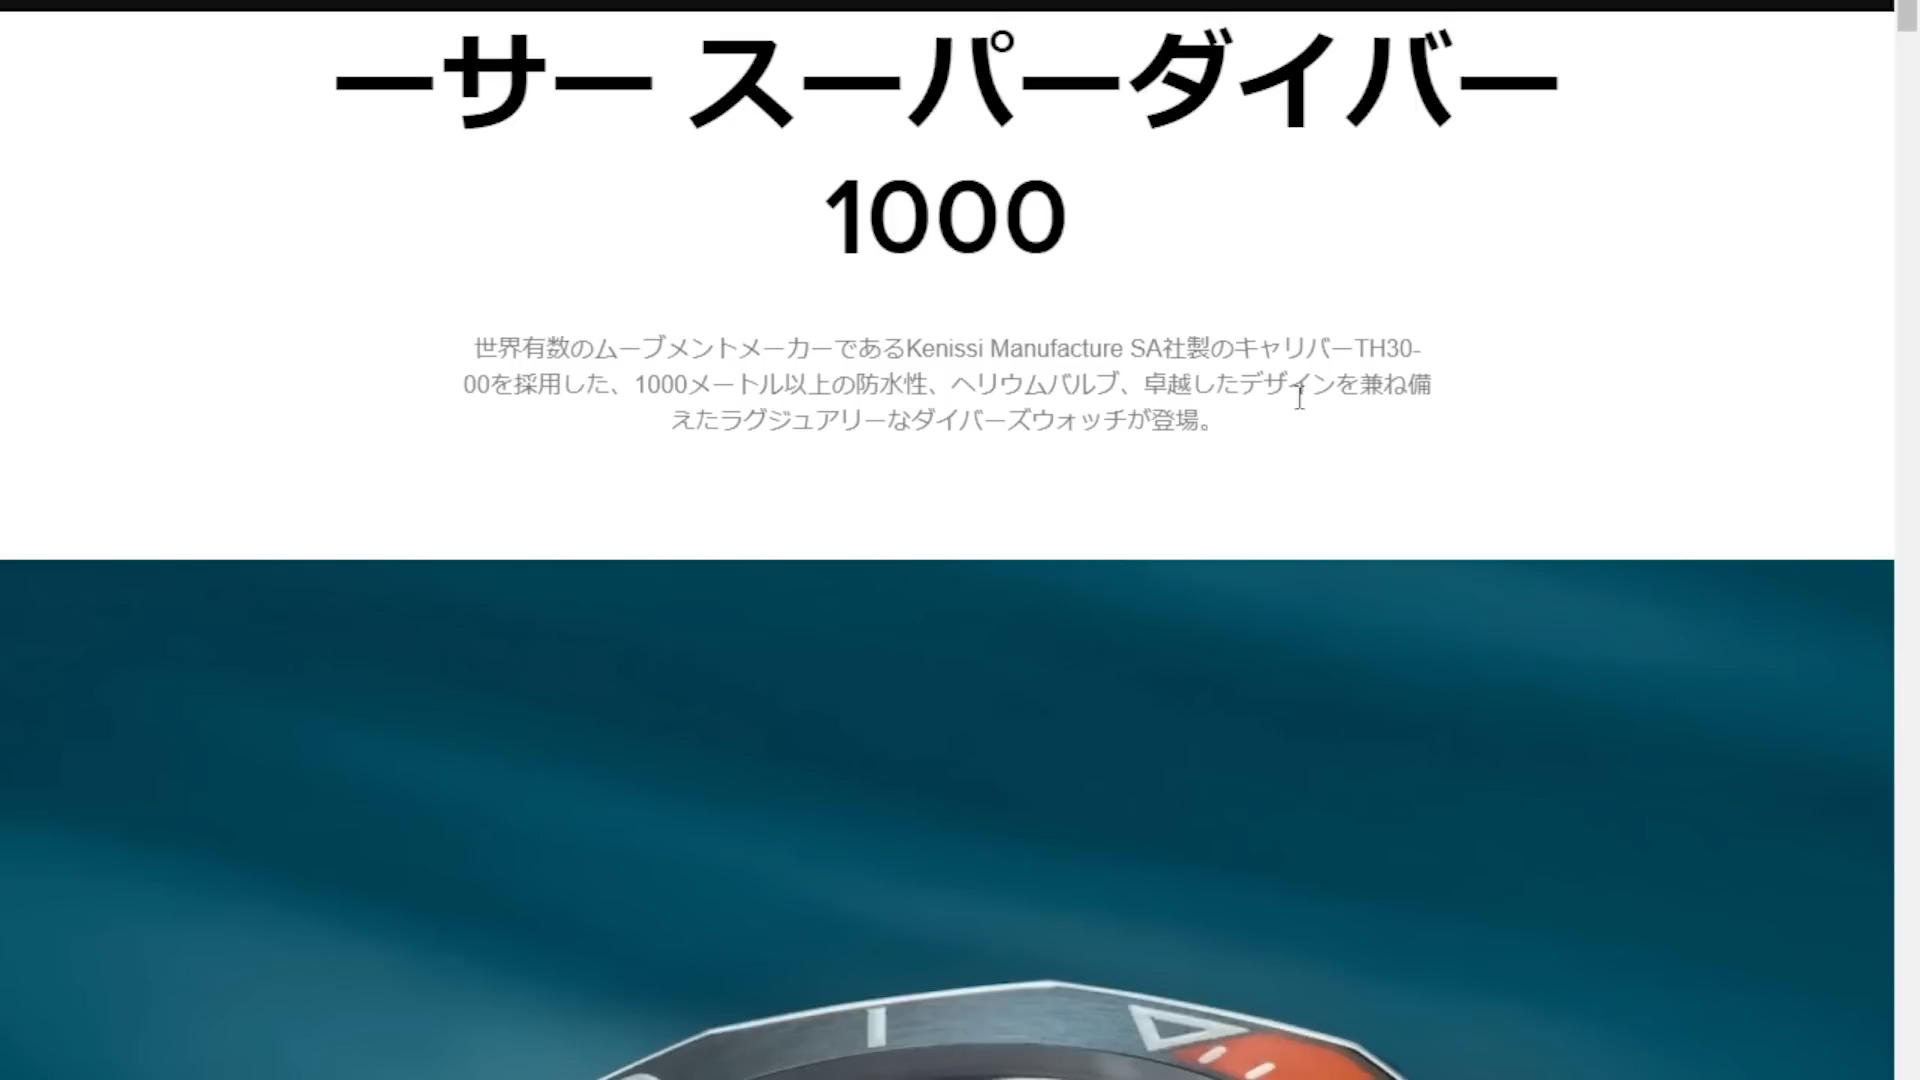 ーサー スーパーダイバー
1000
世界有数のムーブメントメーカーであるKenissi Manufacture SA社製のキャリバーTH30-
00を採用した、1000メートル以上の防水性、ヘリウムバルブ、卓越したデザインを兼ね備
えたラグジュアリーなダイバーズウォッチが登場。